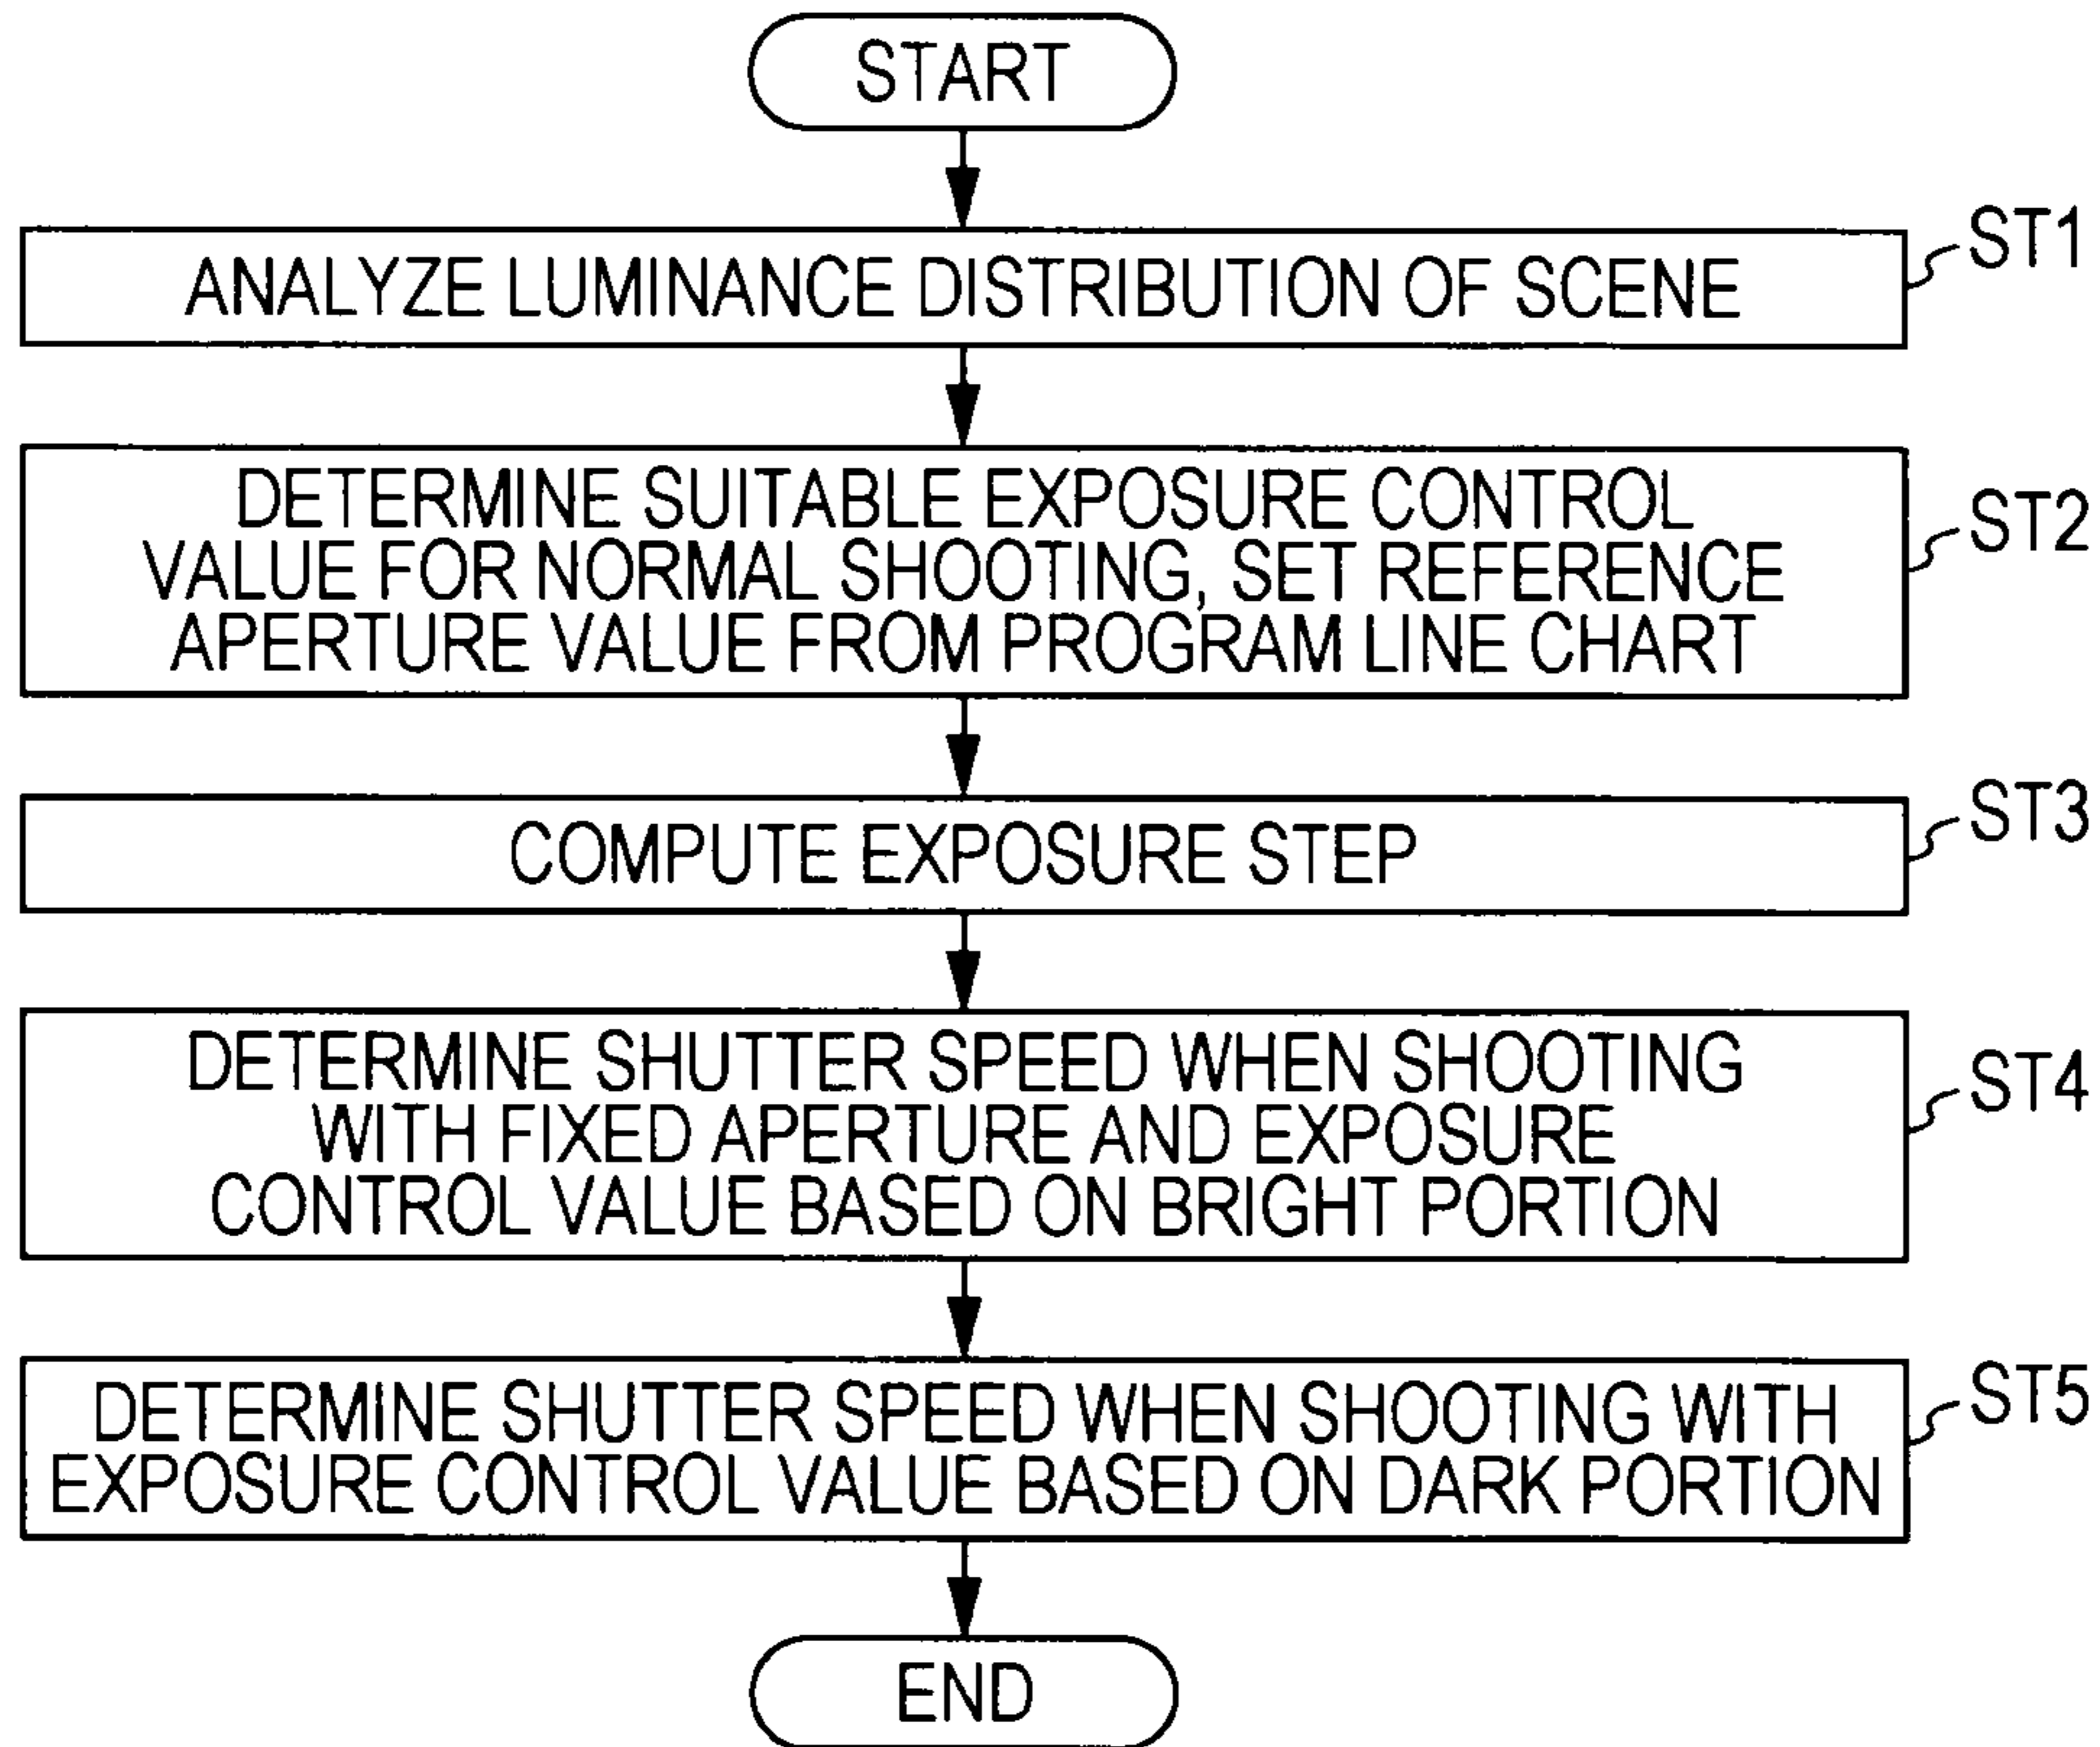 START
ST1
ANALYZE LUMINANCE DISTRIBUTION OF SCENE
ST2
DETERMINE SUITABLE EXPOSURE CONTROL
VALUE FOR NORMAL SHOOTING, SET REFERENCE
APERTURE VALUE FROM PROGRAM LINE CHART
ST3
COMPUTE EXPOSURE STEP
ST4
DETERMINE SHUTTER SPEED WHEN SHOOTING
WITH FIXED APERTURE AND EXPOSURE
CONTROL VALUE BASED ON BRIGHT PORTION
ST5
DETERMINE SHUTTER SPEED WHEN SHOOTING WITH
EXPOSURE CONTROL VALUE BASED ON DARK PORTION
END